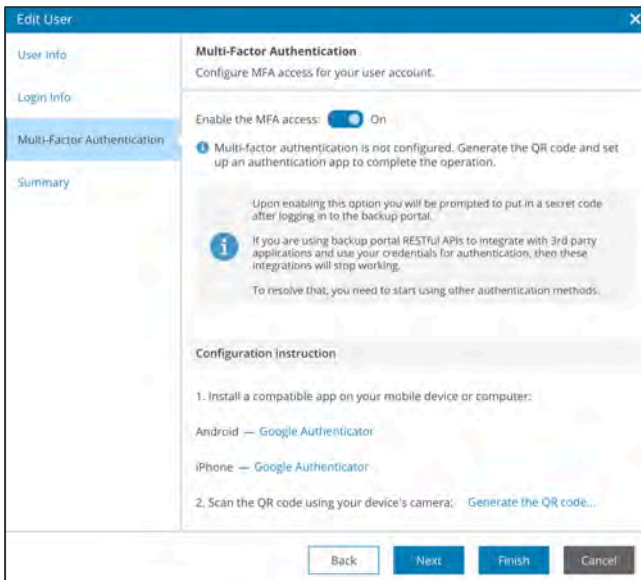 Edit User
User Info
Login Info
Multi-Factor Authentication
Summary
Multi-Factor Authentication
Configure MFA access for your user account.
Enable the MFA access: On
Multi-factor authentication is not configured. Generate the QR code and set
up an authentication app to complete the operation.
Upon enabling this option you will be prompted to put in a secret code
after logging in to the backup portal.
If you are using backup portal RESTful APIs to integrate with 3rd party
applications and use your credentials for authentication, then these
integrations will stop working.
To resolve that, you need to start using other authentication methods.
Configuration instruction
1. Install a compatible app on your mobile device or computer:
Android — Google Authenticator
iPhone — Google Authenticator
2. Scan the QR code using your device's camera: Generate the QR code...
Back Next Finish Cancel